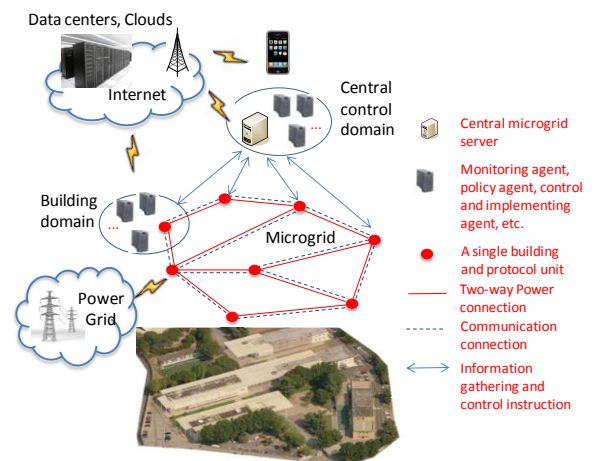 Data centers, Clouds
Internet
Central
control
domain
...
Building
domain
...
Microgrid
Power
Grid
Central microgrid
server
Monitoring agent,
policy agent, control
and implementing
agent, etc.
A single building
and protocol unit
Two-way Power
connection
Communication
connection
Information
gathering and
control instruction